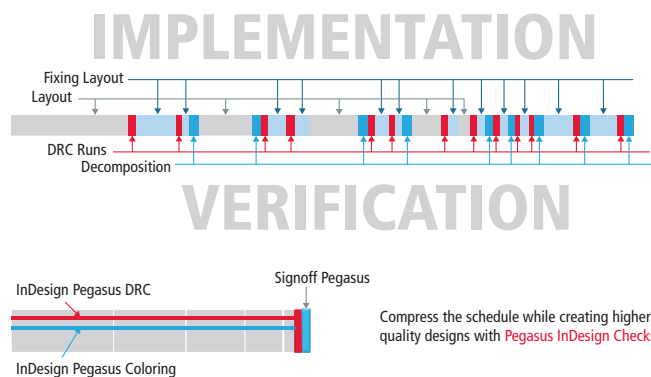 IMPLEMENTATION
Fixing Layout
Layout
DRC Runs
Decomposition
VERIFICATION
Signoff Pegasus
InDesign Pegasus DRC
Compress the schedule while creating higher
quality designs with Pegasus InDesign Check
InDesign Pegasus Coloring